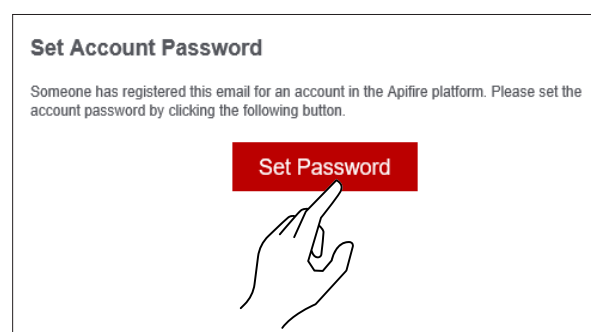 Set Account Password
Someone has registered this email for an account in the Apifire platform. Please set the
account password by clicking the following button.
Set Password